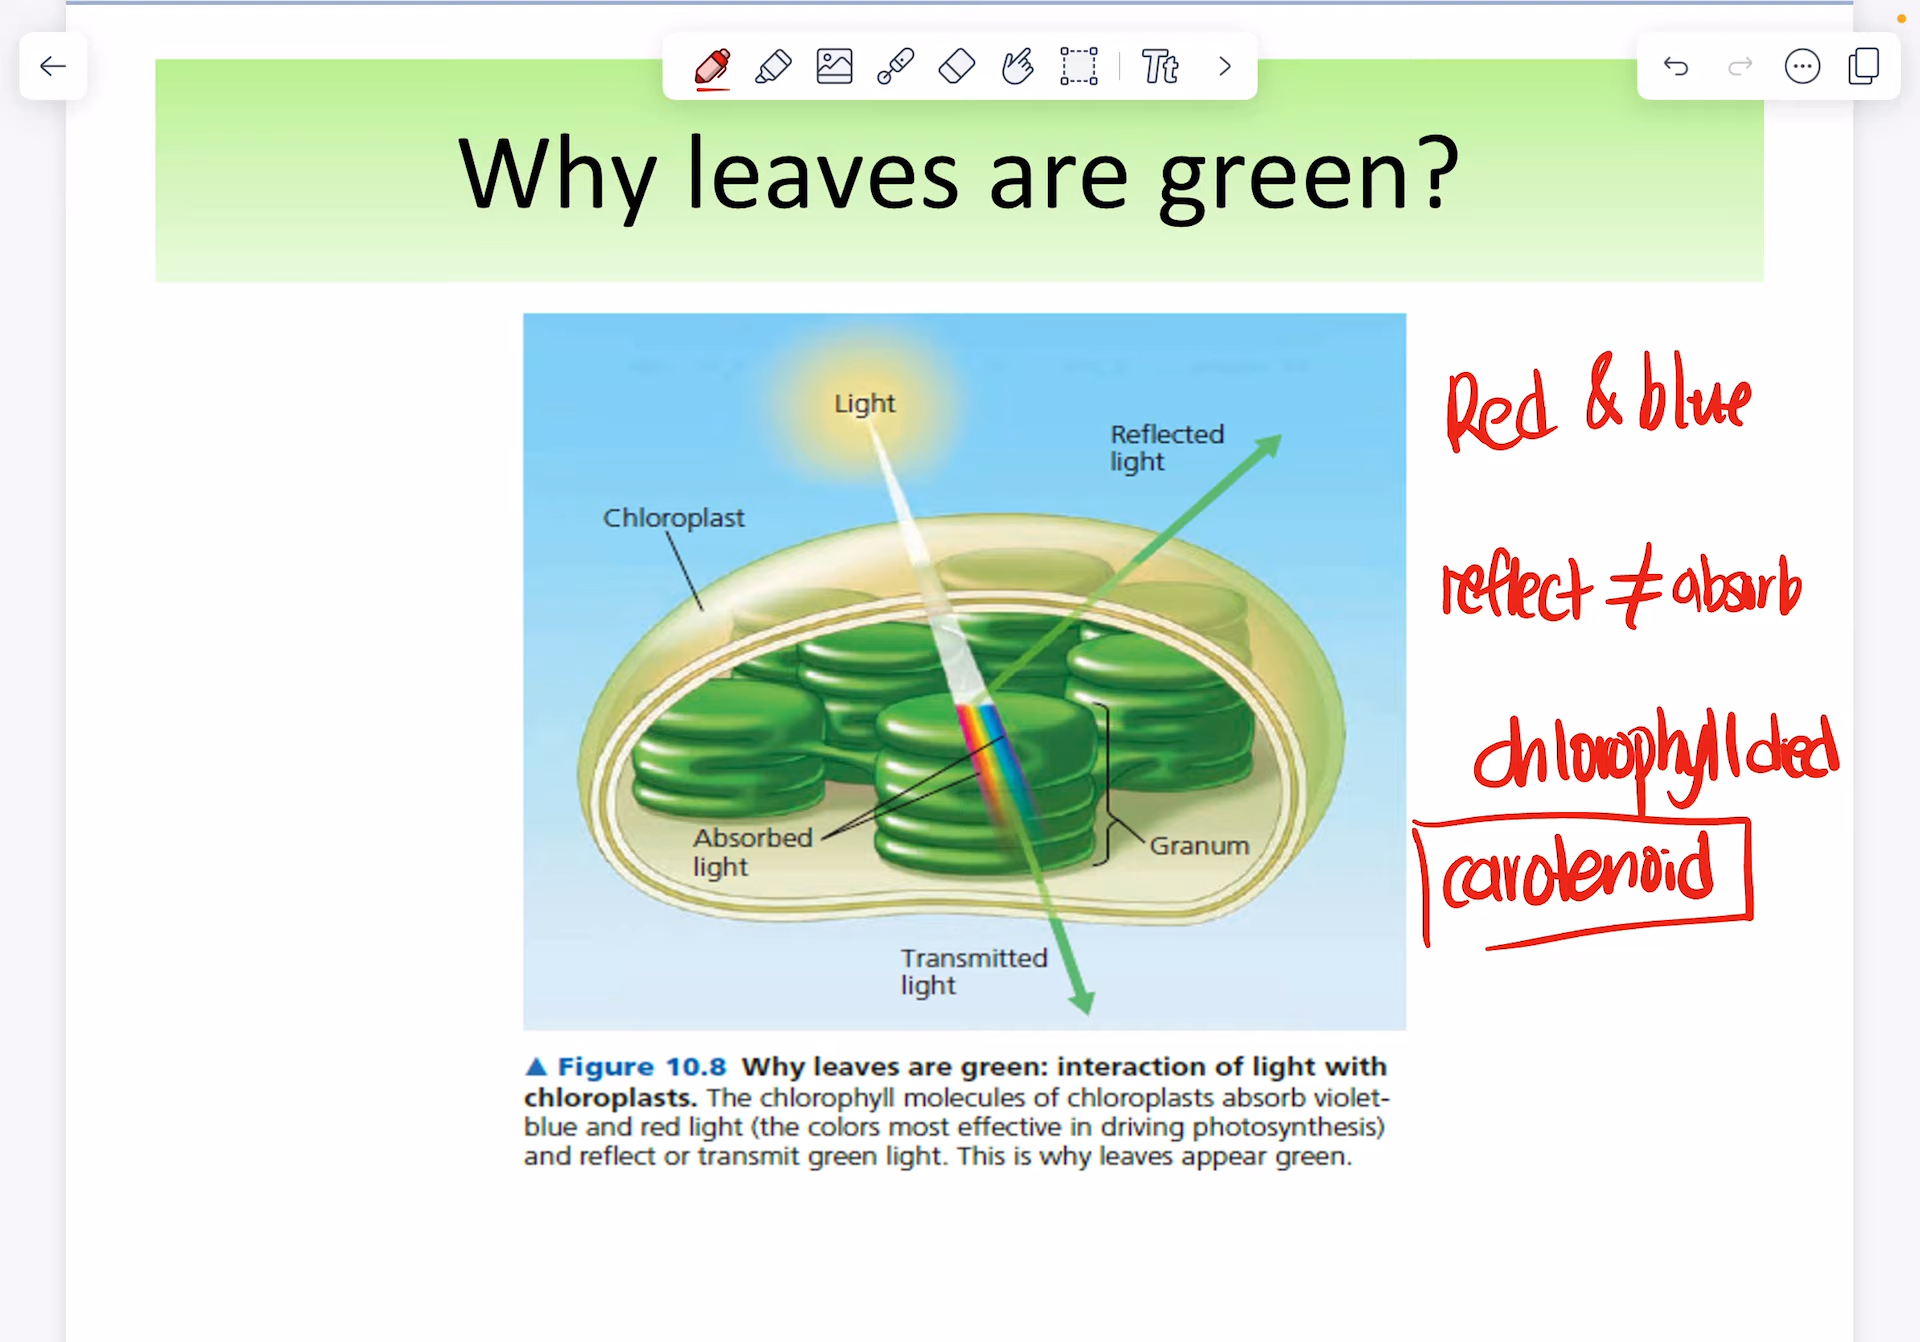 Tt
Why leaves are green?
Light
Reflected
light
Chloroplast
Absorbed
light
Granum
Transmitted
light
Red & blue
reflect ≠ absorb
chlorophyll died
carotenoid
▲ Figure 10.8 Why leaves are green: interaction of light with
chloroplasts. The chlorophyll molecules of chloroplasts absorb violet-
blue and red light (the colors most effective in driving photosynthesis)
and reflect or transmit green light. This is why leaves appear green.